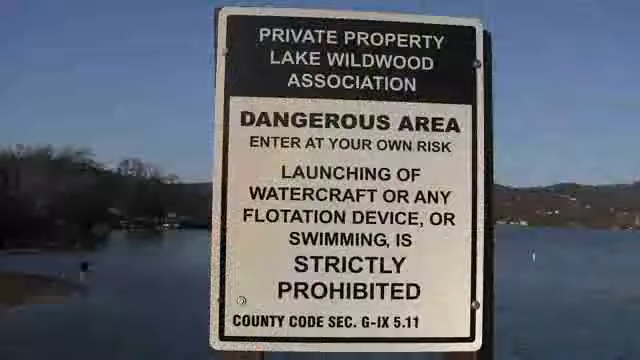 PRIVATE PROPERTY
LAKE WILDWOOD
ASSOCIATION
DANGEROUS AREA
ENTER AT YOUR OWN RISK
LAUNCHING OF
WATERCRAFT OR ANY
FLOTATION DEVICE, OR
SWIMMING, IS
STRICTLY
PROHIBITED
COUNTY CODE SEC. G-IX 5.11